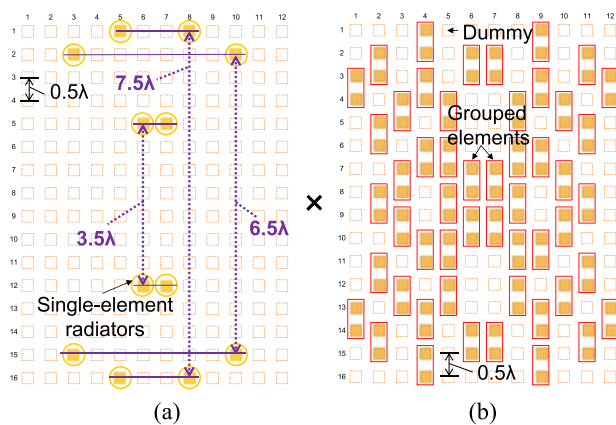 1 2 3 4 5 6 7 8 9 10 11 12
1
2
3
4
5
6
7
8
9
10
11
12
13
14
15
16
7.5λ
0.5λ
3.5λ
6.5λ
Single-element
radiators
(a)
×
1 2 3 4 5 6 7 8 9 10 11 12
1
2
3
4
5
6
7
8
9
10
11
12
13
14
15
16
Dummy
Grouped
elements
0.5λ
(b)